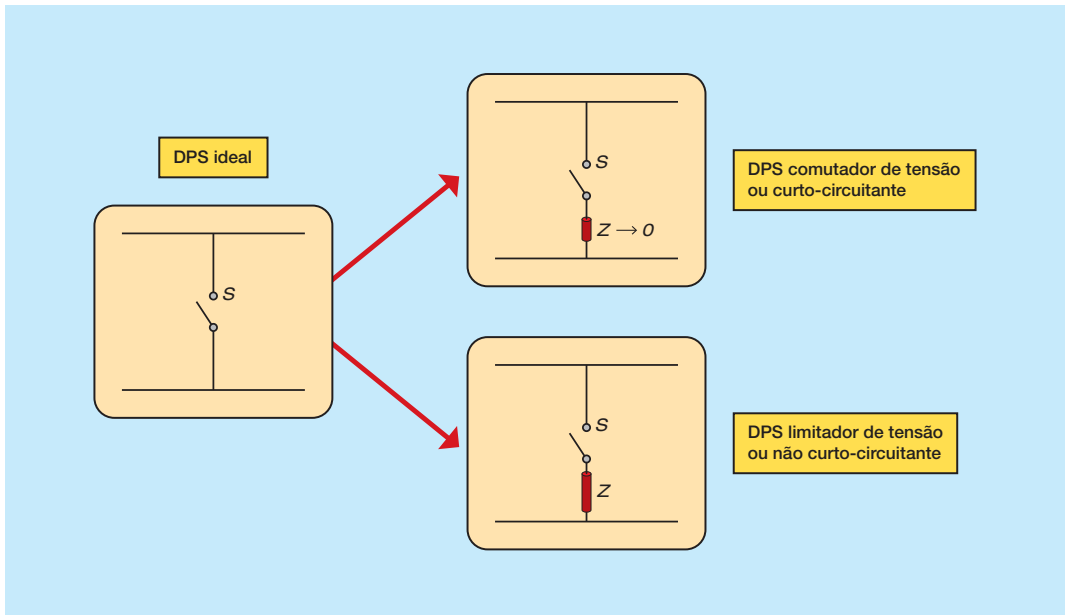 DPS ideal
S
S
Z → 0
DPS comutador de tensão
ou curto-circuitante
S
Z
DPS limitador de tensão
ou não curto-circuitante